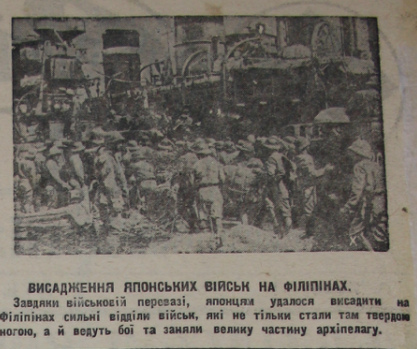 ВИСАДЖЕННЯ ЯПОНСЬКИХ ВІЙСЬК НА ФІЛІПІНАХ.
Завдяки військовій перевазі, японцям удалося висадити на
Філіпінах сильні відділи військ, які не тільки стали там твердою
ногою, а й ведуть бої та заняли велику частину архіпелагу.